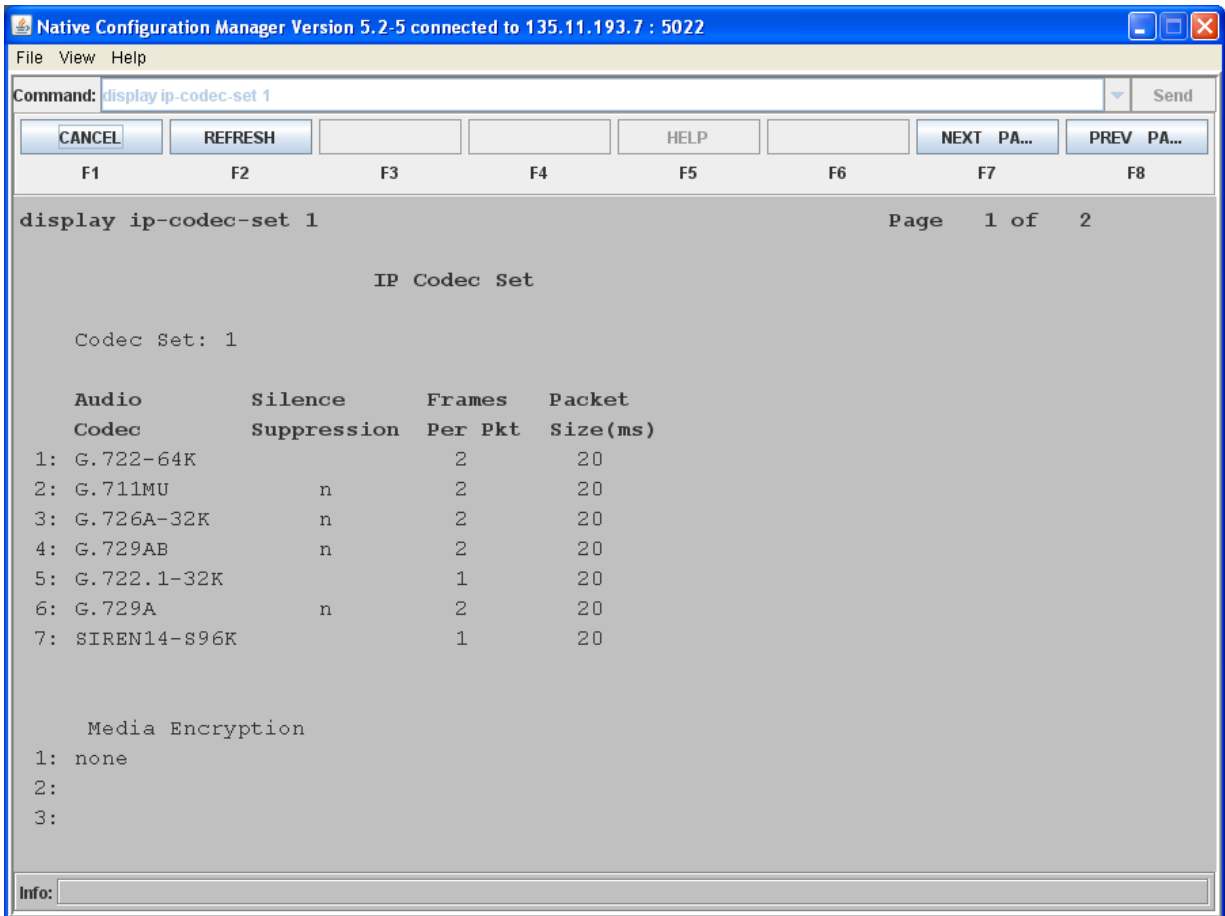 Native Configuration Manager Version 5.2-5 connected to 135.11.193.7 : 5022
File View Help
Command: display ip-codec-set 1 Send
CANCEL REFRESH HELP NEXT PA... PREV PA...
F1 F2 F3 F4 F5 F6 F7 F8
display ip-codec-set 1 Page 1 of 2
IP Codec Set
Codec Set: 1
Audio Silence Frames Packet
Codec Suppression Per Pkt Size(ms)
1: G.722-64K 2 20
2: G.711MU n 2 20
3: G.726A-32K n 2 20
4: G.729AB n 2 20
5: G.722.1-32K 1 20
6: G.729A n 2 20
7: SIREN14-S96K 1 20
Media Encryption
1: none
2:
3:
Info: